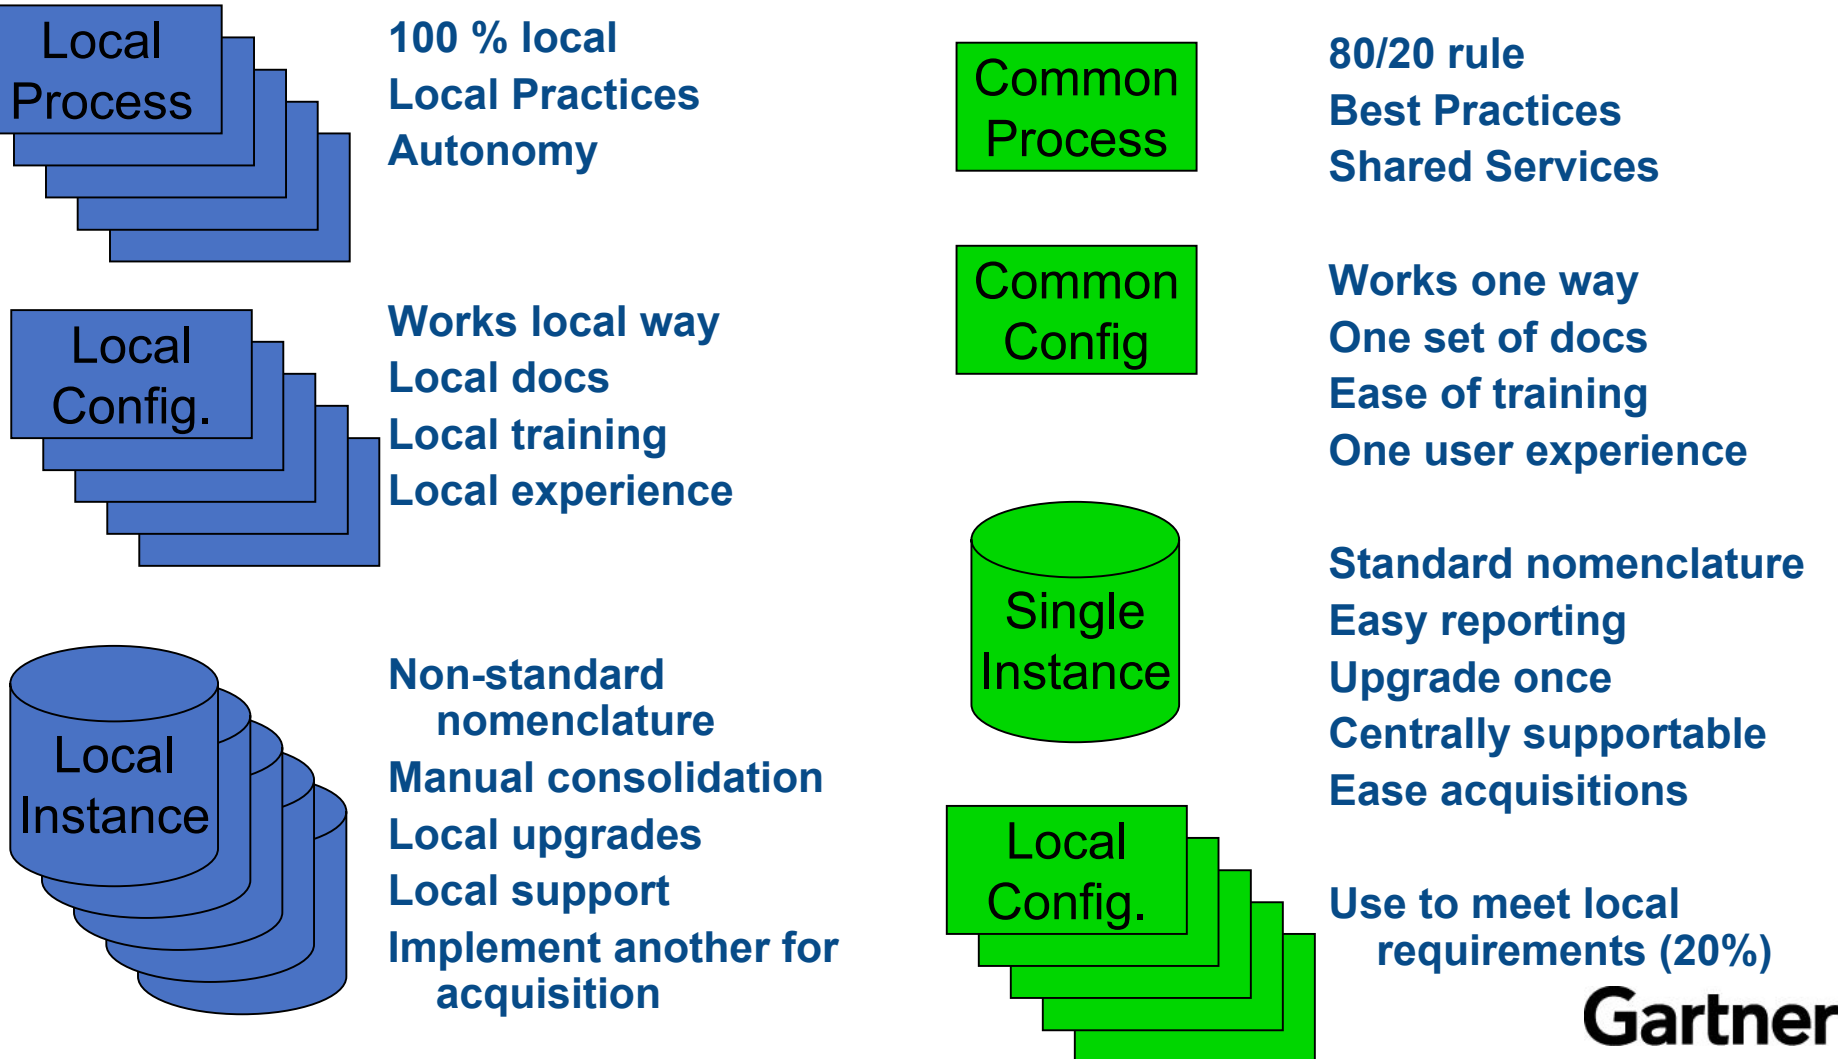 Local
Process
100 % local
Local Practices
Autonomy
Local
Config.
Works local way
Local docs
Local training
Local experience
Local
Instance
Non-standard
nomenclature
Manual consolidation
Local upgrades
Local support
Implement another for
acquisition
Common
Process
80/20 rule
Best Practices
Shared Services
Common
Config
Works one way
One set of docs
Ease of training
One user experience
Single
Instance
Standard nomenclature
Easy reporting
Upgrade once
Centrally supportable
Ease acquisitions
Local
Config.
Use to meet local
requirements (20%)
Gartner